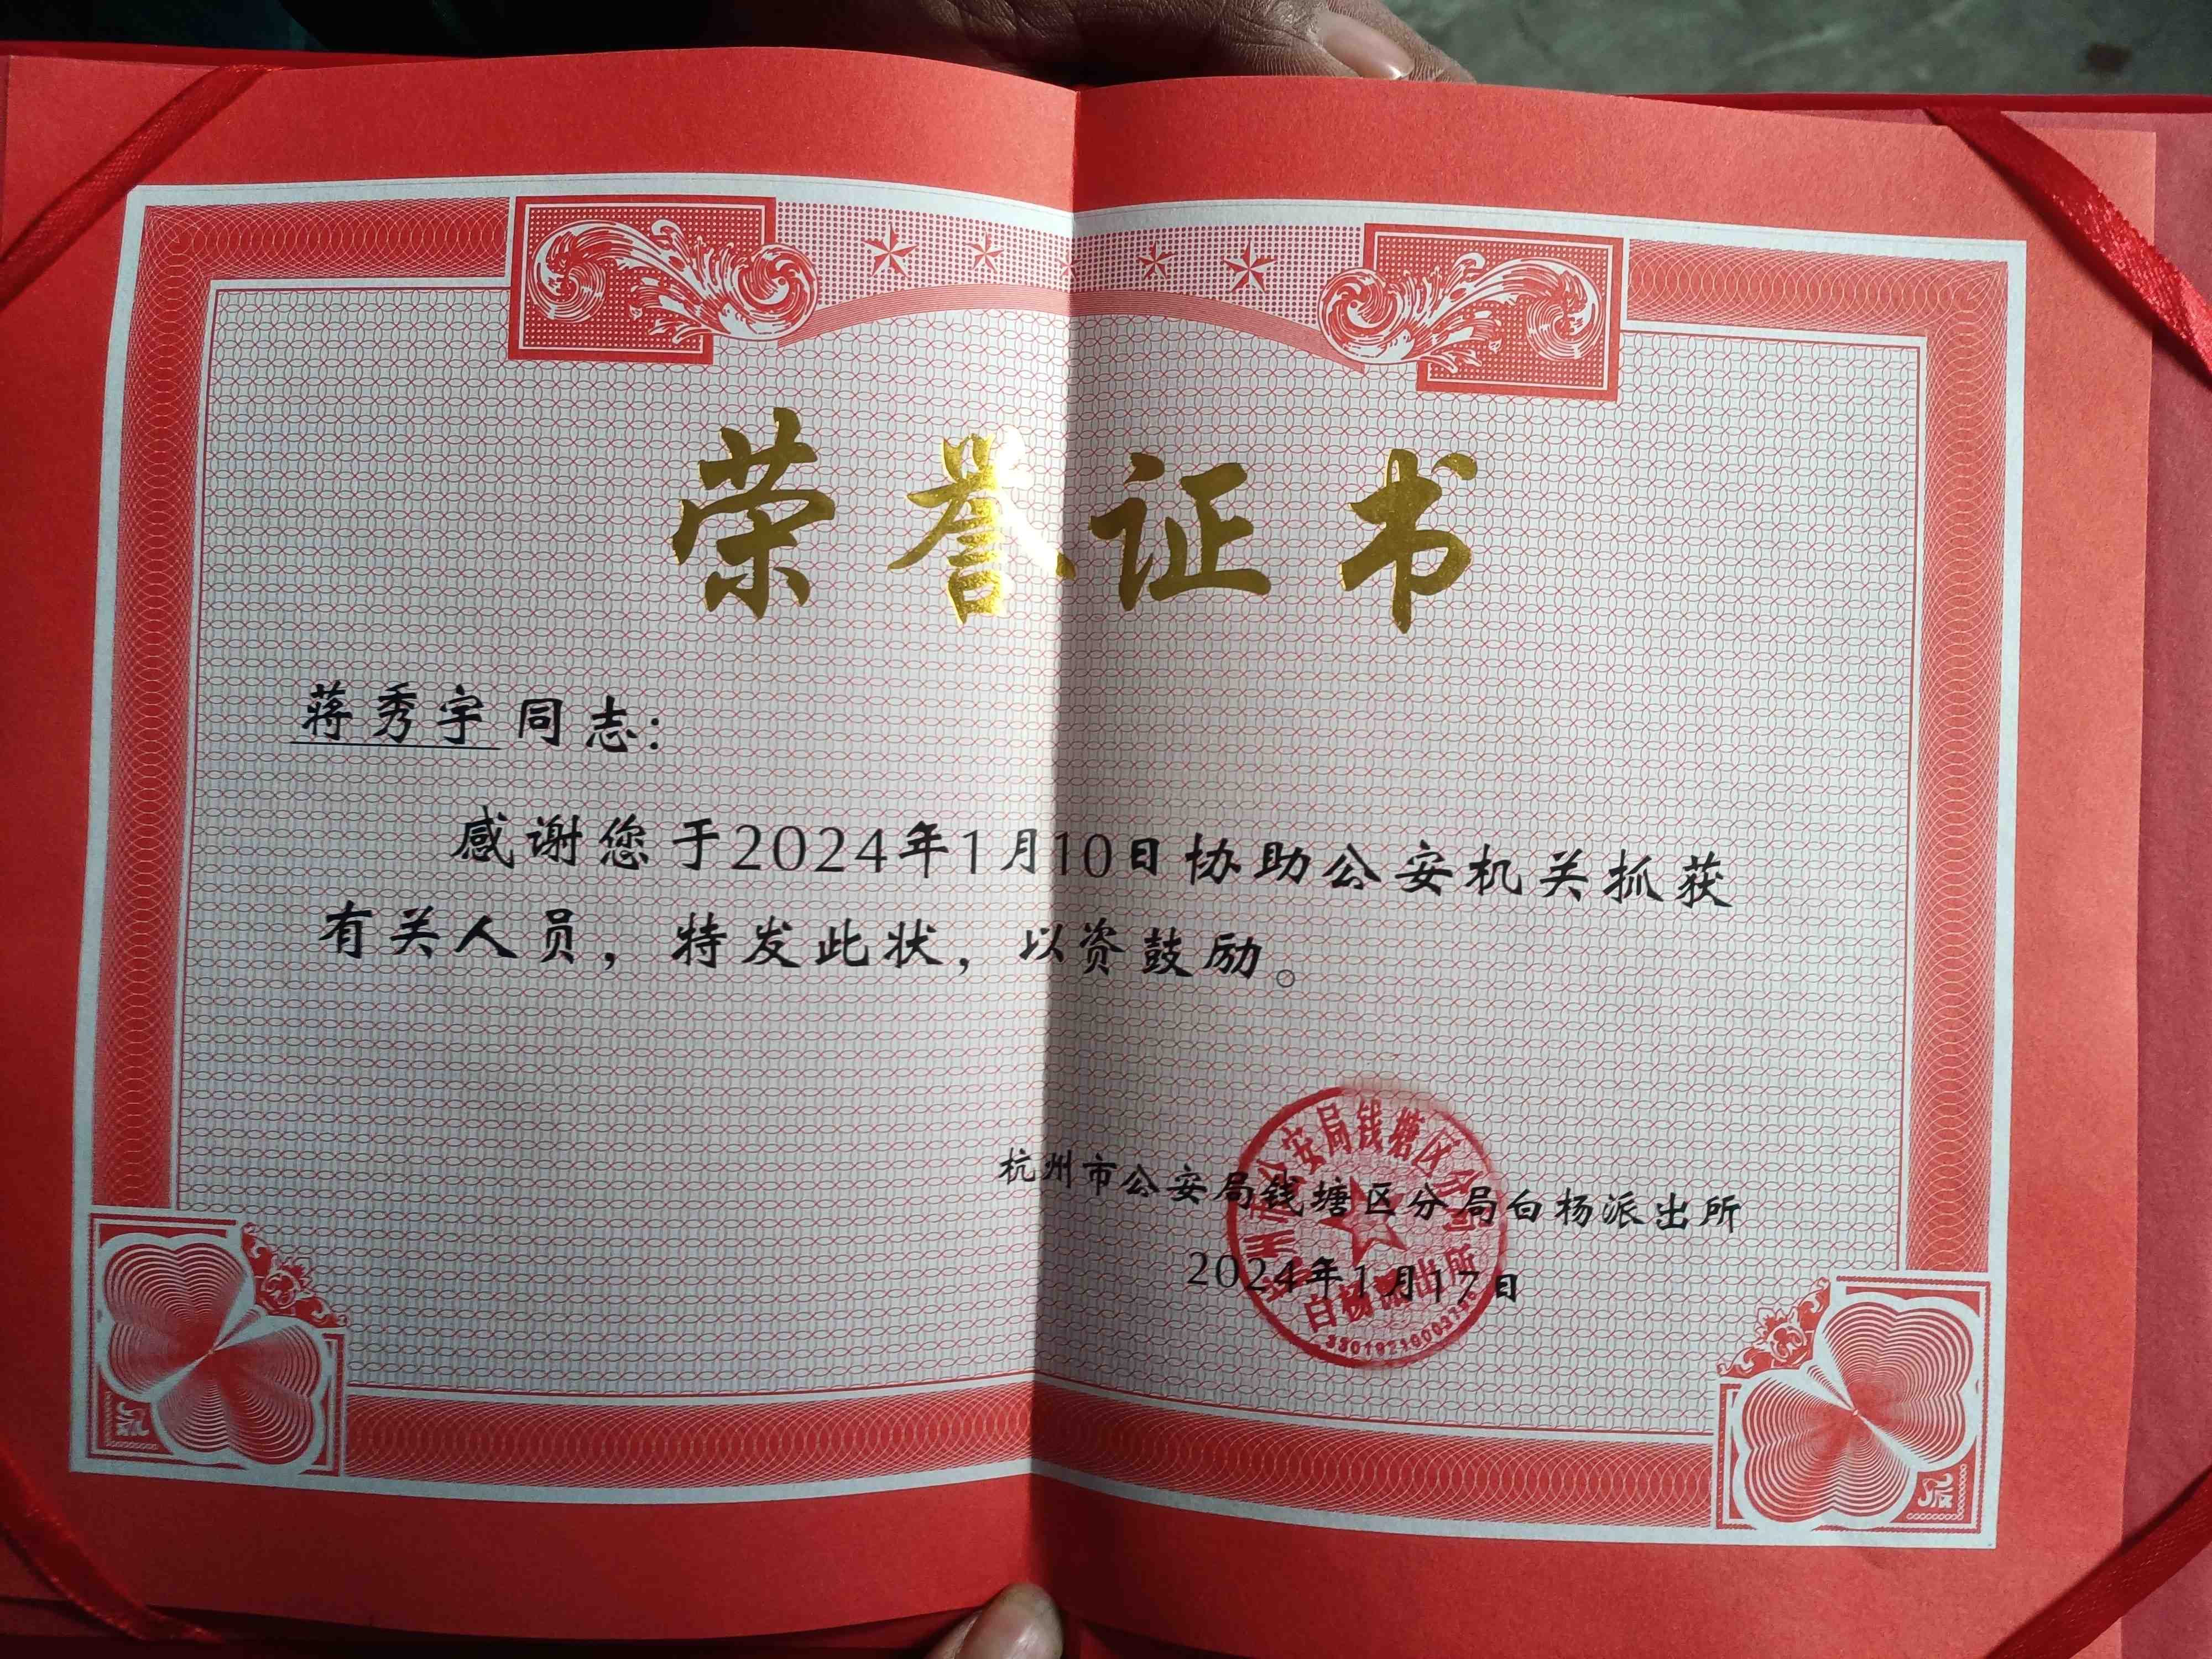 荣誉证书
蒋秀宇同志：
感谢您于2024年1月10日协助公安机关抓获
有关人员，特发此状，以资鼓励。
杭州市公安局钱塘区分局白杨派出所
2024年1月17日